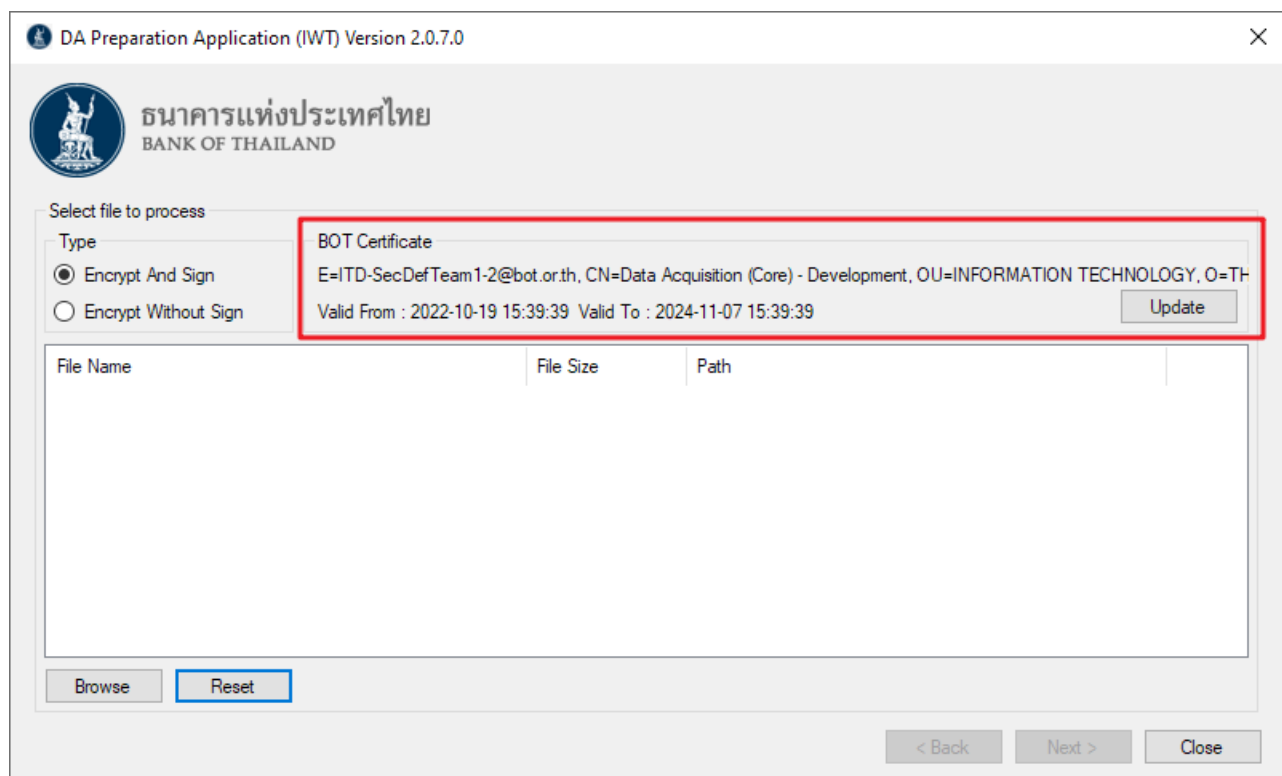 DA Preparation Application (IWT) Version 2.0.7.0
ธนาคารแห่งประเทศไทย
BANK OF THAILAND
Select file to process
Type
Encrypt And Sign
Encrypt Without Sign
BOT Certificate
E=ITD-SecDefTeam1-2@bot.or.th, CN=Data Acquisition (Core) - Development, OU=INFORMATION TECHNOLOGY, O=TH
Valid From : 2022-10-19 15:39:39 Valid To : 2024-11-07 15:39:39
Update
File Name File Size Path
Browse Reset
< Back Next > Close